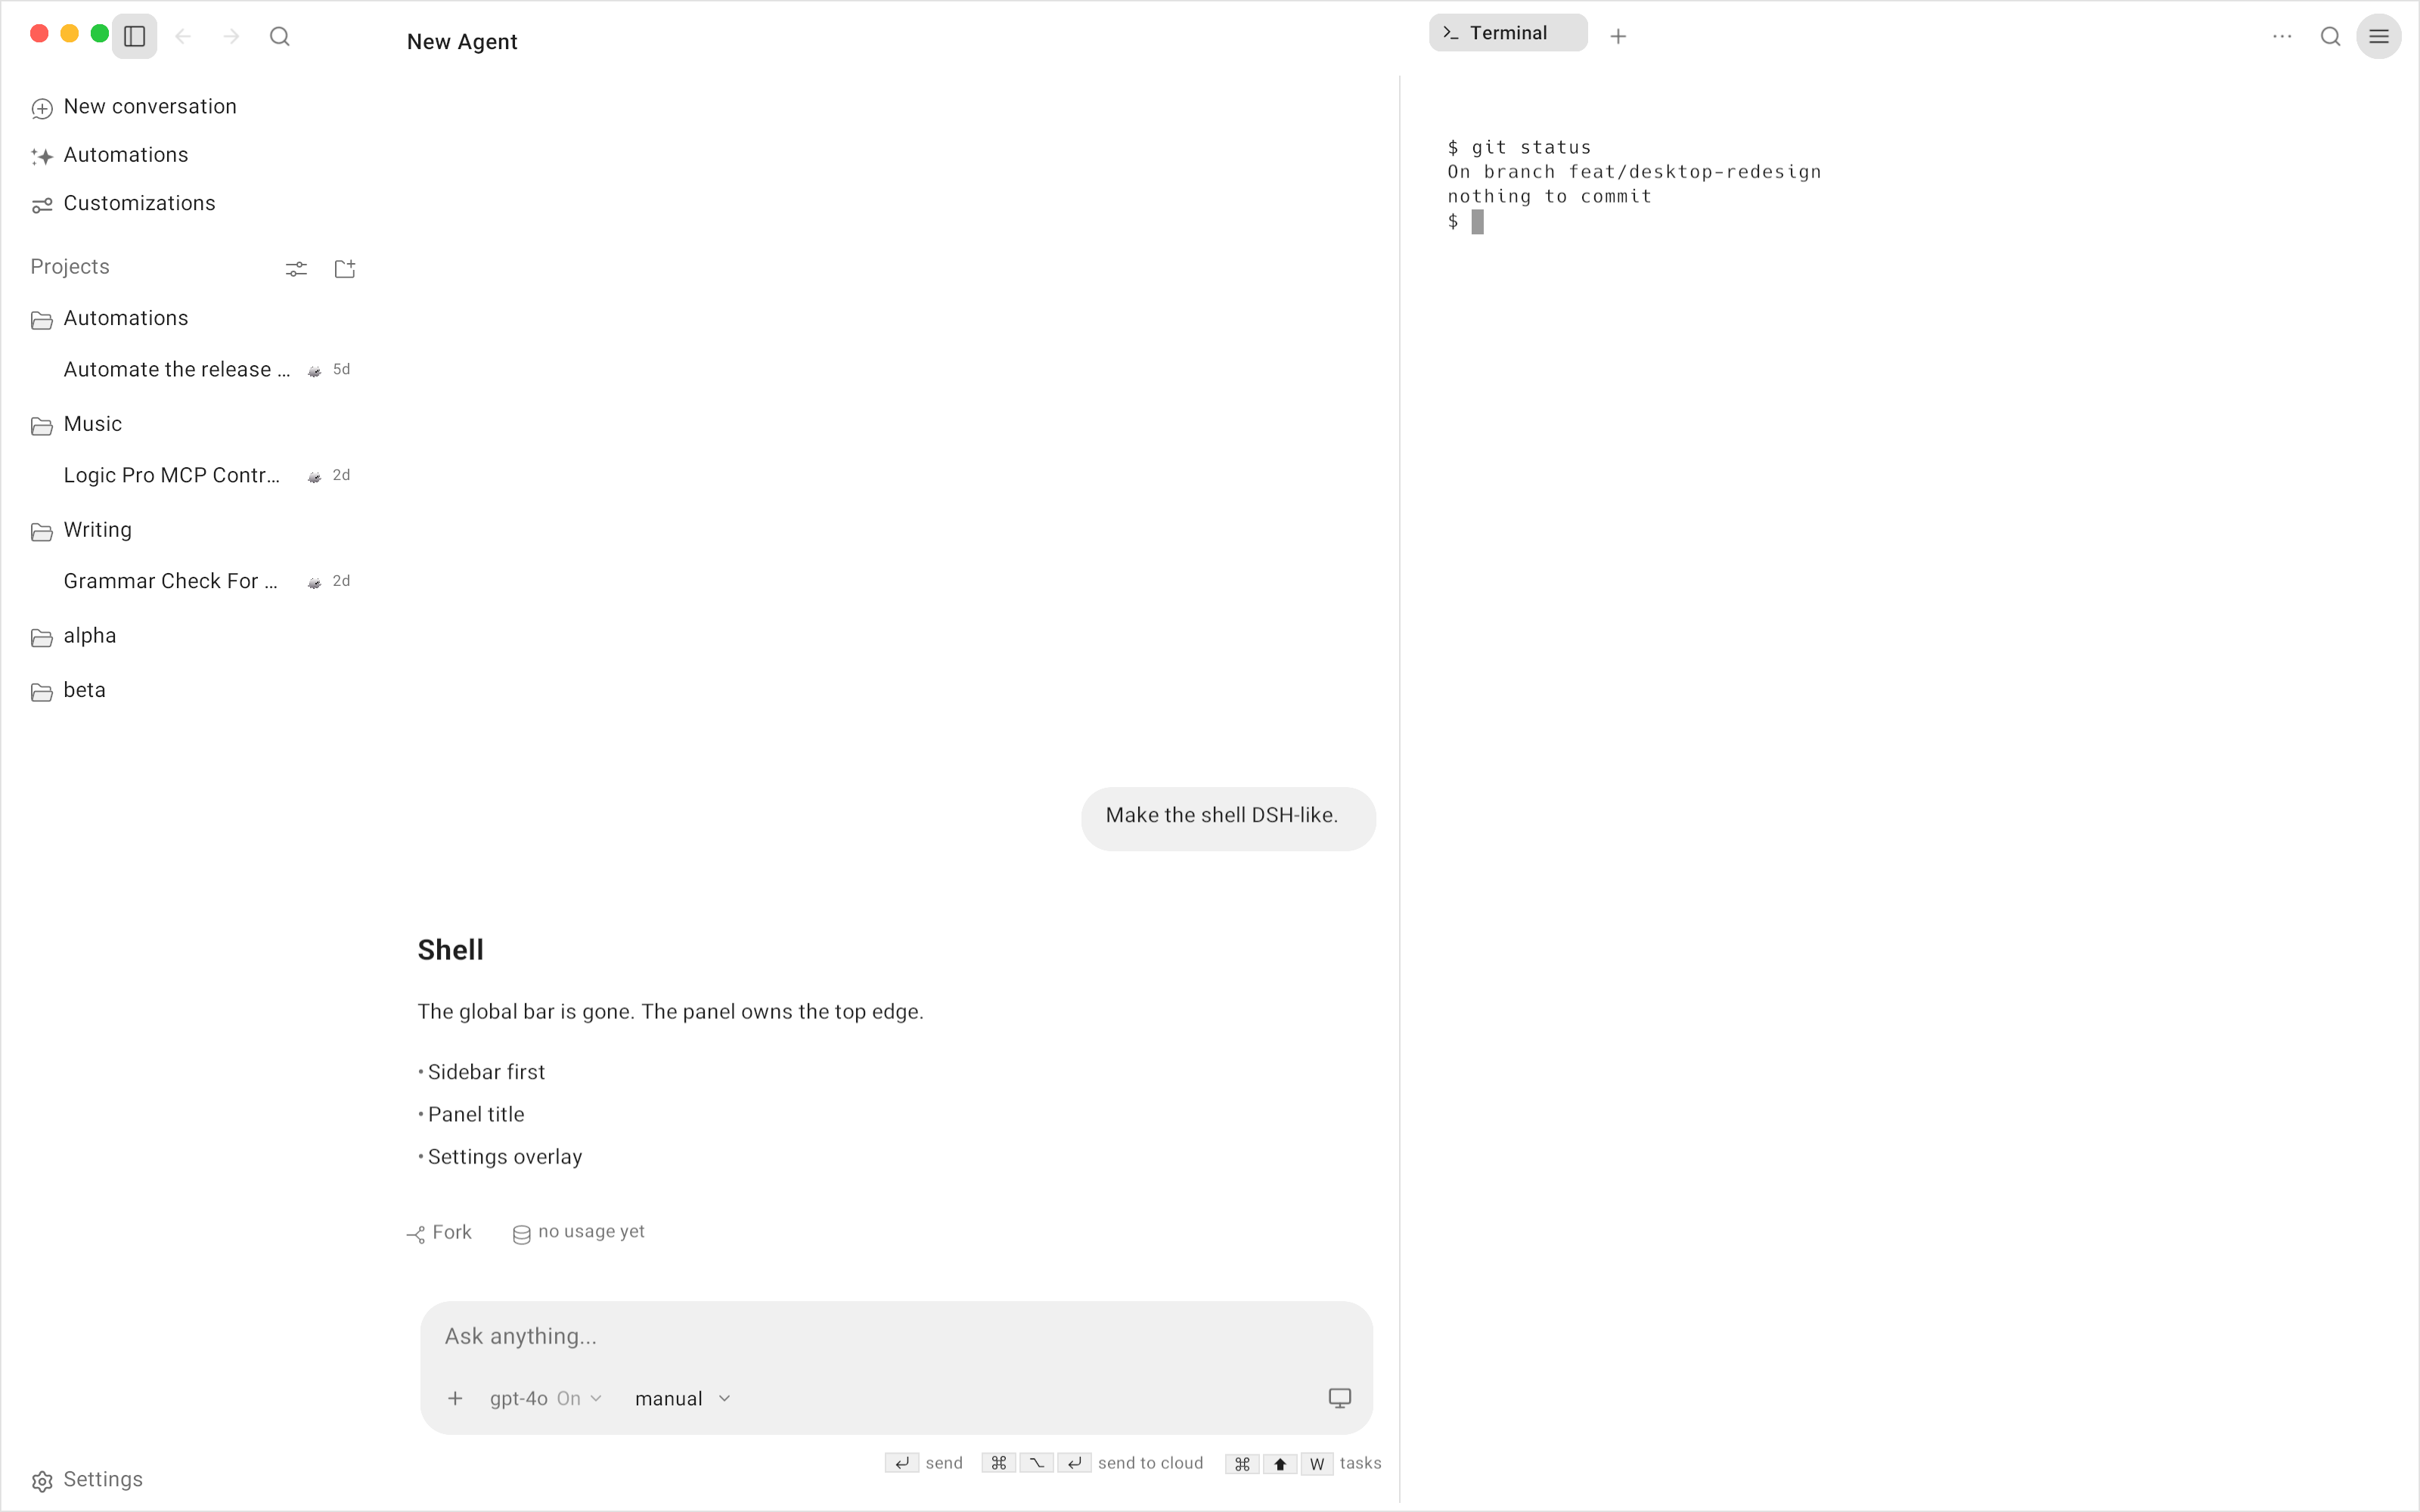 New Agent
Terminal
New conversation
Automations
Customizations
Projects
Automations
Automate the release ... 5d
Music
Logic Pro MCP Contr... 2d
Writing
Grammar Check For ... 2d
alpha
beta
Settings
Make the shell DSH-like.
Shell
The global bar is gone. The panel owns the top edge.
• Sidebar first
• Panel title
• Settings overlay
Fork no usage yet
Ask anything...
gpt-4o On manual
↵ send ⌘ ⌥ ↵ send to cloud ⌘ ⬆ W tasks
$ git status
On branch feat/desktop-redesign
nothing to commit
$